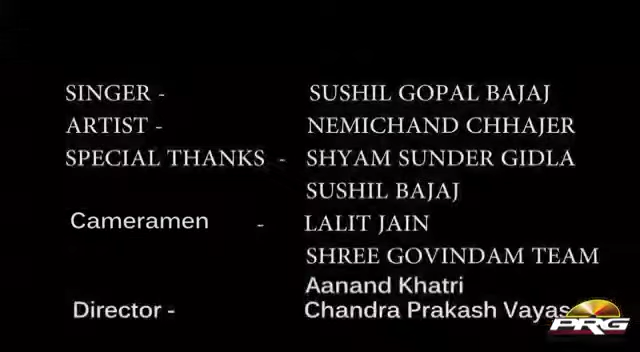 SINGER - SUSHIL GOPAL BAJAJ
ARTIST - NEMICHAND CHHAJER
SPECIAL THANKS - SHYAM SUNDER GIDLA
SUSHIL BAJAJ
Cameramen - LALIT JAIN
SHREE GOVINDAM TEAM
Aanand Khatri
Director - Chandra Prakash Vayas
PRG